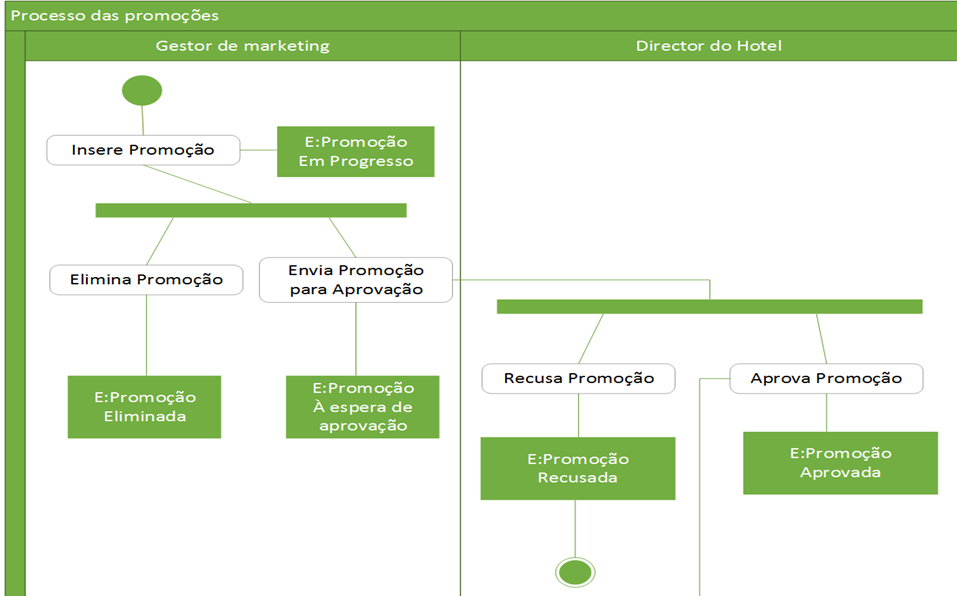 Processo das promoções
Gestor de marketing
Director do Hotel
Insere Promoção
E:Promoção
Em Progresso
Elimina Promoção
Envia Promoção
para Aprovação
E:Promoção
Eliminada
E:Promoção
À espera de
aprovação
Recusa Promoção
Aprova Promoção
E:Promoção
Recusada
E:Promoção
Aprovada